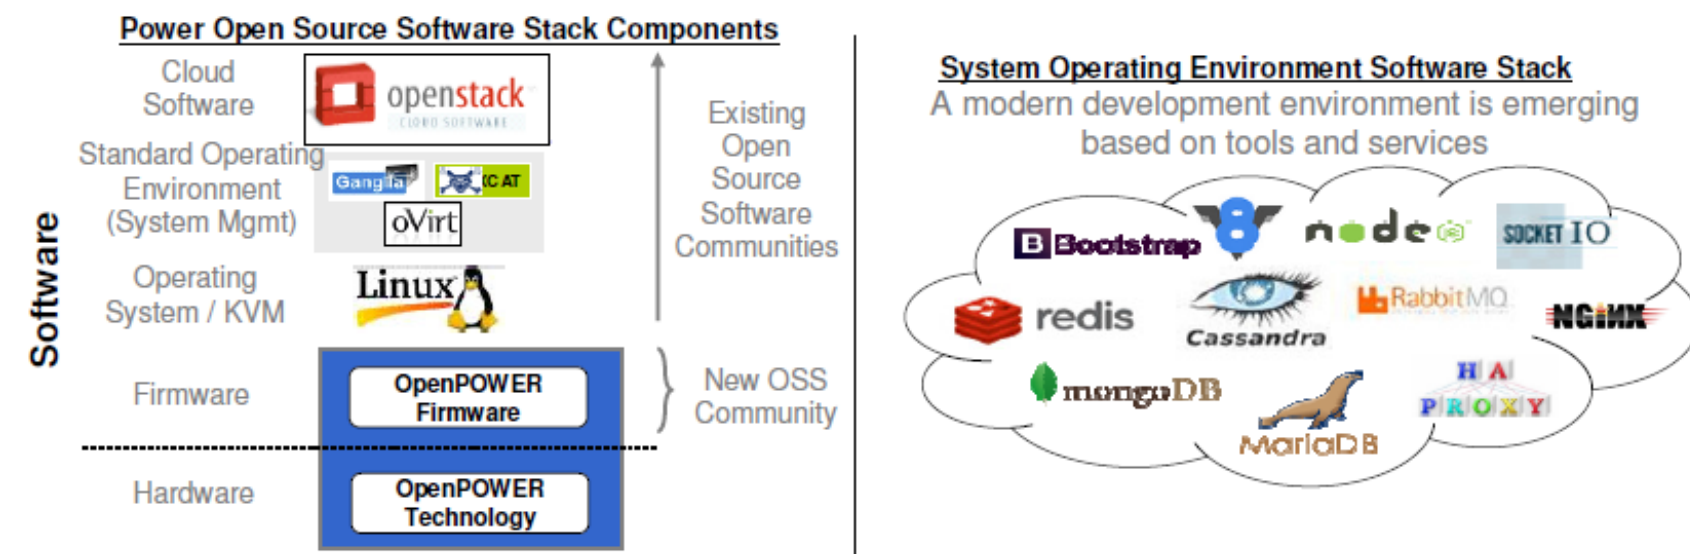 Power Open Source Software Stack Components
Cloud
Software
openstack
CLOUD SOFTWARE
Standard Operating
Environment
(System Mgmt)
Ganglia
XCAT
oVirt
Operating
System / KVM
Linux
Existing
Open
Source
Software
Communities
Software
Firmware
OpenPOWER
Firmware
New OSS
Community
Hardware
OpenPOWER
Technology
System Operating Environment Software Stack
A modern development environment is emerging
based on tools and services
B Bootstrap
8
node
JS
SOCKET IO
redis
Cassandra
RabbitMQ
NGINX
mongoDB
MariaDB
HA
PROXY